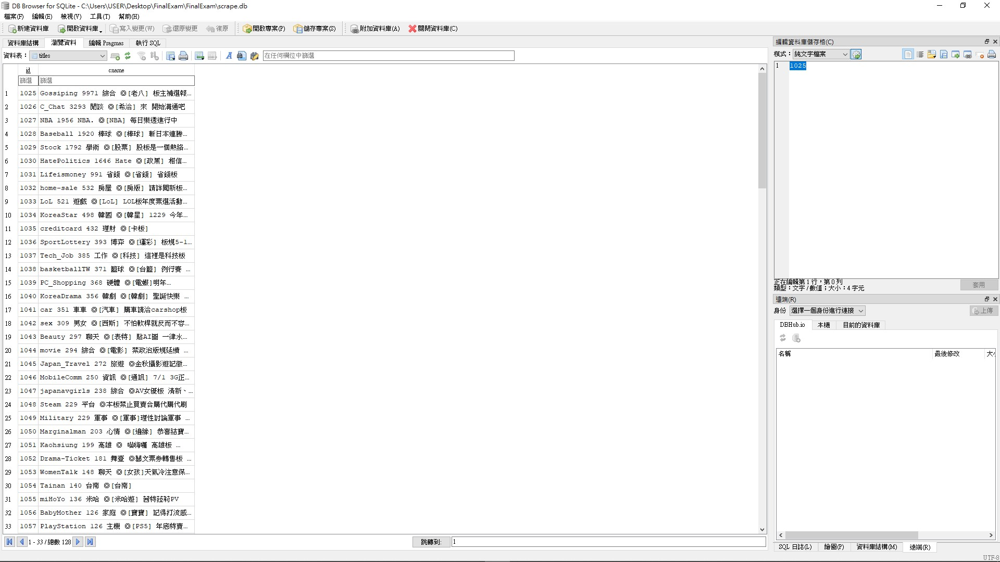 DB Browser for SQLite - C:\Users\USER\Desktop\FinalExam\FinalExam\scrape.db
檔案(F) 編輯(E) 檢視(V) 工具(T) 幫助(H)
新建資料庫 開啟資料庫 寫入變更(W) 還原變更 復原 開啟專案(P) 儲存專案(S) 附加資料庫(A) 關閉資料庫(C)
資料庫結構 瀏覽資料 編輯 Pragmas 執行 SQL
資料表： titles 在任何欄位中篩選
id cname
篩選 篩選
1 1025 Gossiping 9971 綜合 ◎[老八] 板主補選報...
2 1026 C_Chat 3293 閒談 ◎[希洽] 來 開始溝通吧
3 1027 NBA 1956 NBA. ◎[NBA] 每日樂透進行中
4 1028 Baseball 1920 棒球 ◎[棒球] 斬日本連勝...
5 1029 Stock 1792 學術 ◎[股票] 股板是一個熱絡...
6 1030 HatePolitics 1646 Hate ◎[政黑] 相信...
7 1031 Lifeismoney 991 省錢 ◎[省錢] 省錢板
8 1032 home-sale 532 房屋 ◎[房版] 請詳閱新板...
9 1033 LoL 521 遊戲 ◎[LoL] LOL板年度票選活動...
10 1034 KoreaStar 498 韓國 ◎[韓星] 1229 今年...
11 1035 creditcard 432 理財 ◎[卡板]
12 1036 SportLottery 393 博弈 ◎[運彩] 板規5-1...
13 1037 Tech_Job 385 工作 ◎[科技] 這裡是科技板
14 1038 basketballTW 371 籃球 ◎[台籃] 例行賽 ...
15 1039 PC_Shopping 368 硬體 ◎[電蝦]明年...
16 1040 KoreaDrama 356 韓劇 ◎[韓劇] 聖誕快樂 ...
17 1041 car 351 車車 ◎[汽車] 購車請洽carshop板
18 1042 sex 309 男女 ◎[西斯] 不怕軟桿就反而不容...
19 1043 Beauty 297 聊天 ◎[表特] 貼AI圖 一律水...
20 1044 movie 294 綜合 ◎[電影] 禁政治版規延續 ...
21 1045 Japan_Travel 272 旅遊 ◎金秋攝影遊記徵...
22 1046 MobileComm 250 資訊 ◎[通訊] 7/1 3G正...
23 1047 japanavgirls 238 綜合 ◎AV女優板 清新、...
24 1048 Steam 229 平台 ◎本板禁止買賣合購代購代刷
25 1049 Military 229 軍事 ◎[軍事]理性討論軍事 ...
26 1050 Marginalman 203 心情 ◎[邊緣] 恭喜結寶...
27 1051 Kaohsiung 199 高雄 ◎ 喵嗨囉 高雄板 ...
28 1052 Drama-Ticket 181 舞臺 ◎藝文票券轉售板 ...
29 1053 WomenTalk 148 聊天 ◎[女孩]天氣冷注意保...
30 1054 Tainan 140 台南 ◎[台南]
31 1055 miHoYo 136 米哈 ◎[米哈遊] 茜特菈莉PV
32 1056 BabyMother 126 家庭 ◎[寶寶] 記得打流感...
33 1057 PlayStation 126 主機 ◎[PS5] 年底特賣...
1 - 33 / 總數 128 跳轉到: 1
編輯資料庫儲存格(C)
模式： 純文字檔案
1 1025
正在編輯第 1 行，第 0 列
類型：文字 / 數值；大小：4 字元
套用
遠端(R)
身份 選擇一個身份進行連接 上傳
DBHub.io 本機 目前的資料庫
名稱 最後修改 大小
SQL 日誌(L) 繪圖(P) 資料庫結構(M) 遠端(R)
UTF-8